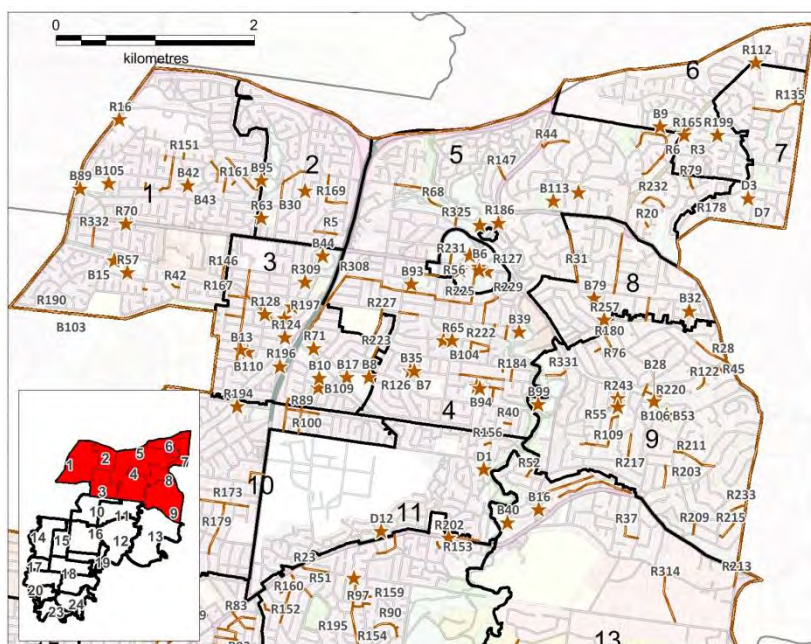 0 2
kilometres
6
R112
R135
R16
B9
R165
R199
R44
R6
R3
7
5
R151
2
R147
R79
B89
B105
B42
B95
R161
R169
R68
B113
R232
D3
1
B43
B30
R20
R178
D7
R332
R70
R63
R5
R325
R186
B44
R231
B6
R57
R146
3
R308
R127
R31
B15
R42
R167
R309
B93
R56
8
R225
R229
B79
R190
R128
R197
R227
R257
B32
B103
R124
R65
R222
B39
R180
B13
R71
R223
R76
R28
B110
R196
B104
R331
B28
R45
B10
B17
B8
B35
R184
R122
B109
R126
B7
B94
B99
R243
R220
R194
R89
4
R40
R55
B106
B53
R100
R156
R109
9
D1
R211
10
R52
R217
R203
R173
B16
R233
11
B40
R179
D12
R202
R37
R209
R215
R153
R23
R213
R51
R314
R160
R97
R159
R152
R90
R83
R195
R154
13
1
2
5
6
7
4
8
3
9
10
11
14
15
16
12
13
17
18
19
20
23
24